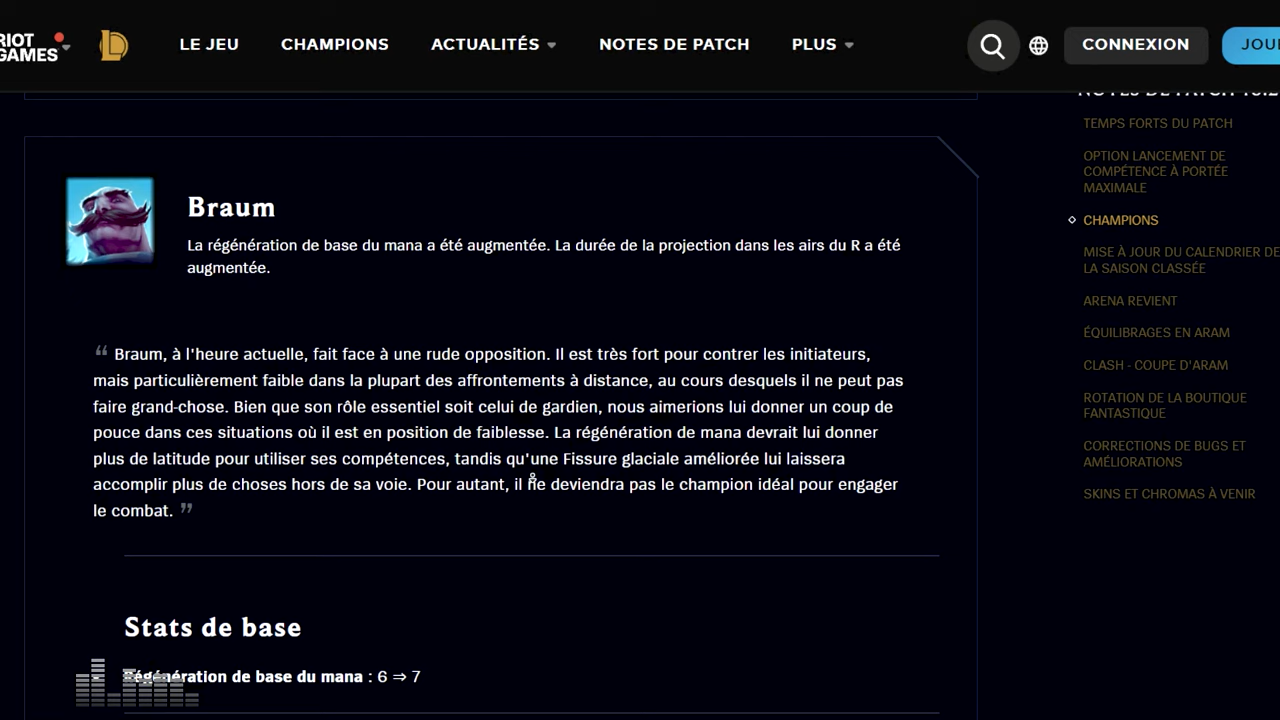 RIOT GAMES
LE JEU
CHAMPIONS
ACTUALITÉS
NOTES DE PATCH
PLUS
CONNEXION
JOU
NOTES DE PATCH
TEMPS FORTS DU PATCH
OPTION LANCEMENT DE
COMPÉTENCE À PORTÉE
MAXIMALE
CHAMPIONS
MISE À JOUR DU CALENDRIER DE
LA SAISON CLASSÉE
ARENA REVIENT
ÉQUILIBRAGES EN ARAM
CLASH - COUPE D'ARAM
ROTATION DE LA BOUTIQUE
FANTASTIQUE
CORRECTIONS DE BUGS ET
AMÉLIORATIONS
SKINS ET CHROMAS À VENIR
Braum
La régénération de base du mana a été augmentée. La durée de la projection dans les airs du R a été
augmentée.
“ Braum, à l'heure actuelle, fait face à une rude opposition. Il est très fort pour contrer les initiateurs,
mais particulièrement faible dans la plupart des affrontements à distance, au cours desquels il ne peut pas
faire grand-chose. Bien que son rôle essentiel soit celui de gardien, nous aimerions lui donner un coup de
pouce dans ces situations où il est en position de faiblesse. La régénération de mana devrait lui donner
plus de latitude pour utiliser ses compétences, tandis qu'une Fissure glaciale améliorée lui laissera
accomplir plus de choses hors de sa voie. Pour autant, il ne deviendra pas le champion idéal pour engager
le combat. ”
Stats de base
Régénération de base du mana : 6 ⇒ 7